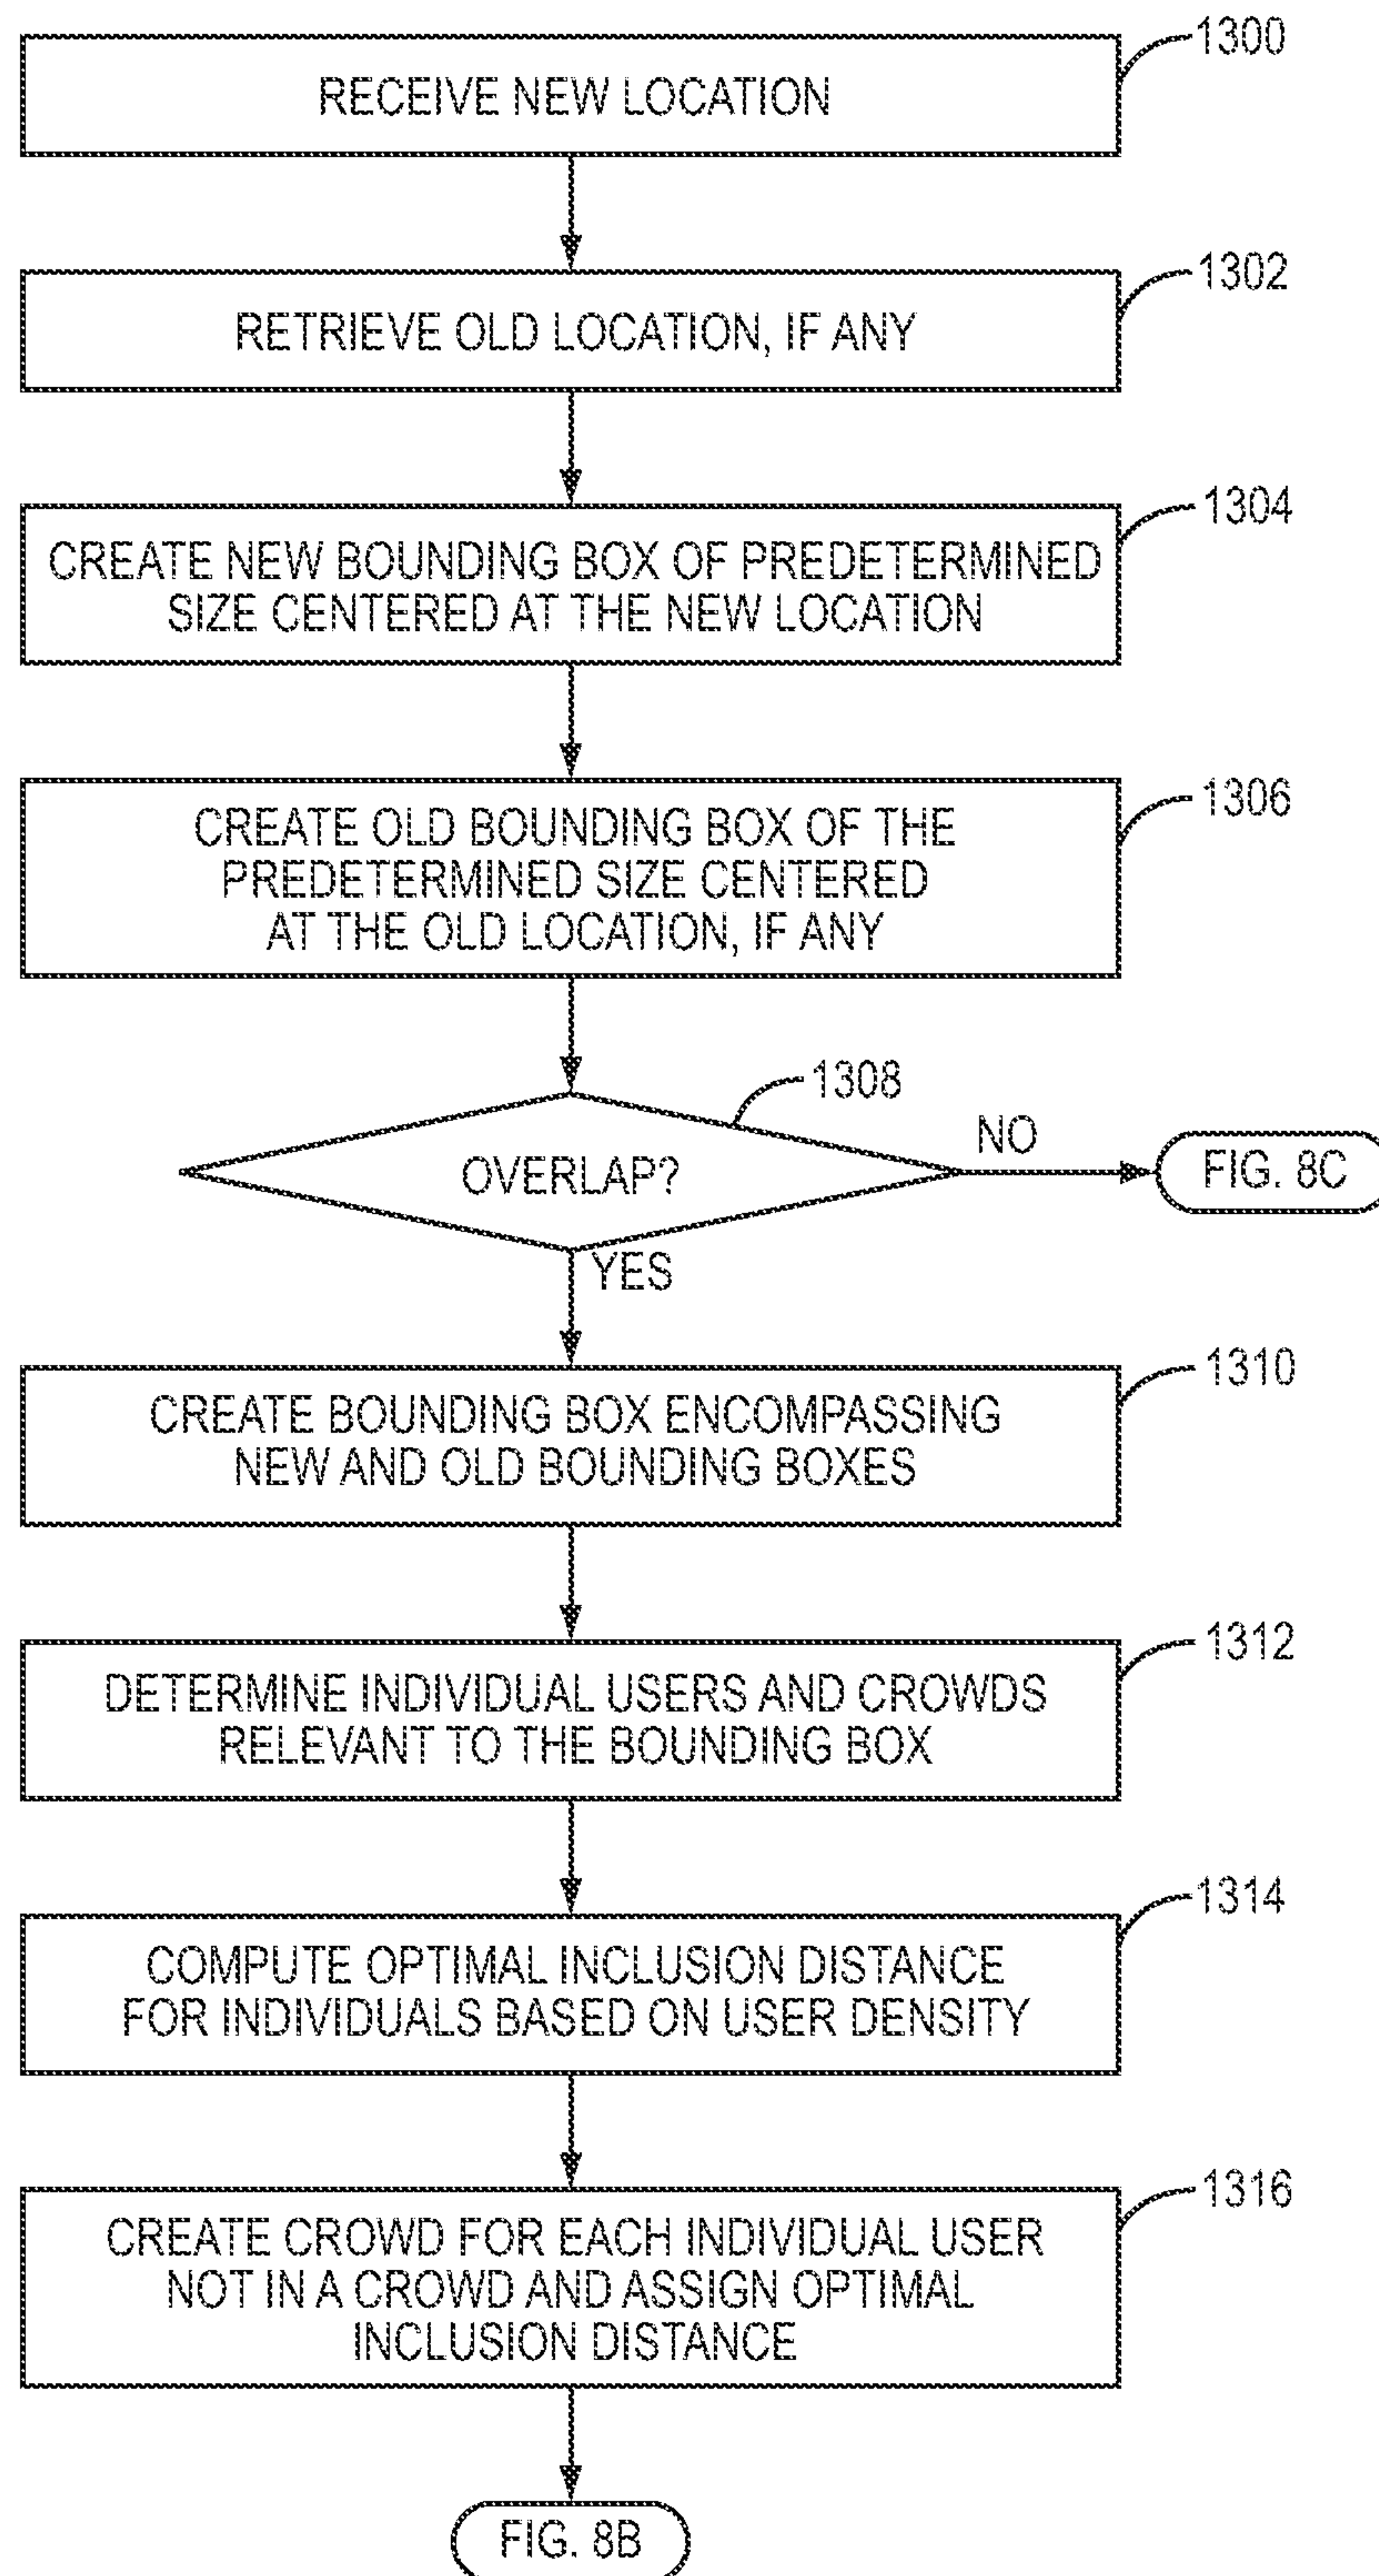 1300
RECEIVE NEW LOCATION
1302
RETRIEVE OLD LOCATION, IF ANY
1304
CREATE NEW BOUNDING BOX OF PREDETERMINED
SIZE CENTERED AT THE NEW LOCATION
1306
CREATE OLD BOUNDING BOX OF THE
PREDETERMINED SIZE CENTERED
AT THE OLD LOCATION, IF ANY
1308
OVERLAP?
NO
FIG. 8C
YES
1310
CREATE BOUNDING BOX ENCOMPASSING
NEW AND OLD BOUNDING BOXES
1312
DETERMINE INDIVIDUAL USERS AND CROWDS
RELEVANT TO THE BOUNDING BOX
1314
COMPUTE OPTIMAL INCLUSION DISTANCE
FOR INDIVIDUALS BASED ON USER DENSITY
1316
CREATE CROWD FOR EACH INDIVIDUAL USER
NOT IN A CROWD AND ASSIGN OPTIMAL
INCLUSION DISTANCE
FIG. 8B